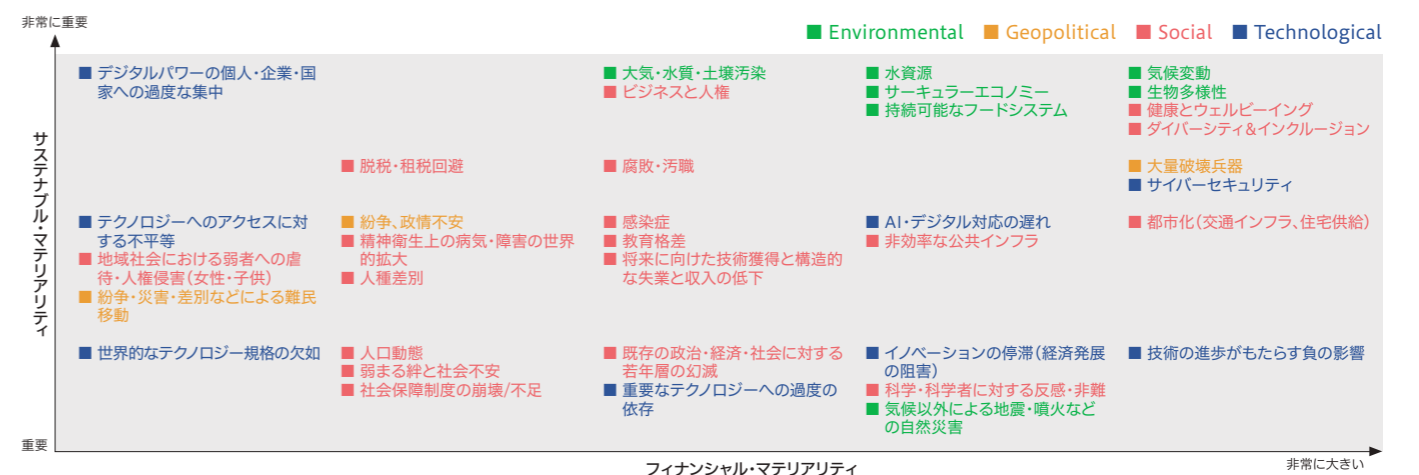 非常に重要
■ Environmental ■ Geopolitical ■ Social ■ Technological
サステナブル・マテリアリティ
■ デジタルパワーの個人・企業・国
家への過度な集中
■ 大気・水質・土壌汚染
■ ビジネスと人権
■ 水資源
■ サーキュラーエコノミー
■ 持続可能なフードシステム
■ 気候変動
■ 生物多様性
■ 健康とウェルビーイング
■ ダイバーシティ&インクルージョン
■ 脱税・租税回避
■ 腐敗・汚職
■ 大量破壊兵器
■ サイバーセキュリティ
■ テクノロジーへのアクセスに対
する不平等
■ 地域社会における弱者への虐
待・人権侵害(女性・子供)
■ 紛争・災害・差別などによる難民
移動
■ 紛争、政情不安
■ 精神衛生上の病気・障害の世界
的拡大
■ 人種差別
■ 感染症
■ 教育格差
■ 将来に向けた技術獲得と構造的
な失業と収入の低下
■ AI・デジタル対応の遅れ
■ 非効率な公共インフラ
■ 都市化(交通インフラ、住宅供給)
■ 世界的なテクノロジー規格の欠如
■ 人口動態
■ 弱まる絆と社会不安
■ 社会保障制度の崩壊/不足
■ 既存の政治・経済・社会に対する
若年層の幻滅
■ 重要なテクノロジーへの過度の
依存
■ イノベーションの停滞(経済発展
の阻害)
■ 科学・科学者に対する反感・非難
■ 気候以外による地震・噴火など
の自然災害
■ 技術の進歩がもたらす負の影響
重要
フィナンシャル・マテリアリティ
非常に大きい